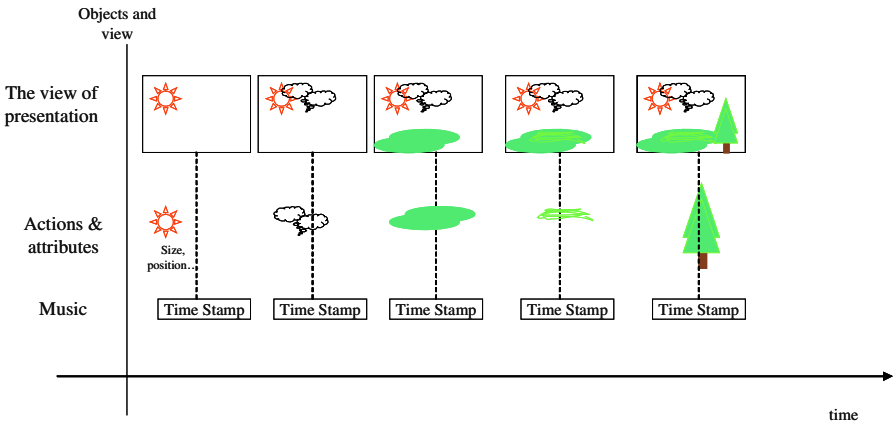 Objects and
view
The view of
presentation
Actions &
attributes
Size,
position..
Music
Time Stamp
Time Stamp
Time Stamp
Time Stamp
Time Stamp
time